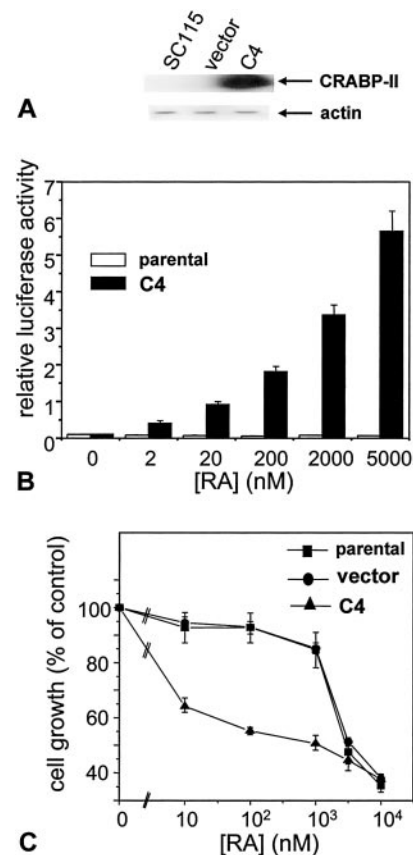 SC115 vector C4
CRABP-II
actin
A
relative luciferase activity
7
6
5
4
3
2
1
0
parental
C4
0 2 20 200 2000 5000
[RA] (nM)
B
cell growth (% of control)
100
80
60
40
parental
vector
C4
0 10 10² 10³ 10⁴
[RA] (nM)
C